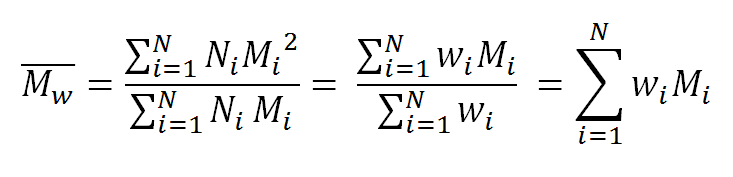 $\overline{M_w} = \frac{\sum_{i=1}^{N} N_i M_i^2}{\sum_{i=1}^{N} N_i M_i} = \frac{\sum_{i=1}^{N} w_i M_i}{\sum_{i=1}^{N} w_i} = \sum_{i=1}^{N} w_i M_i$